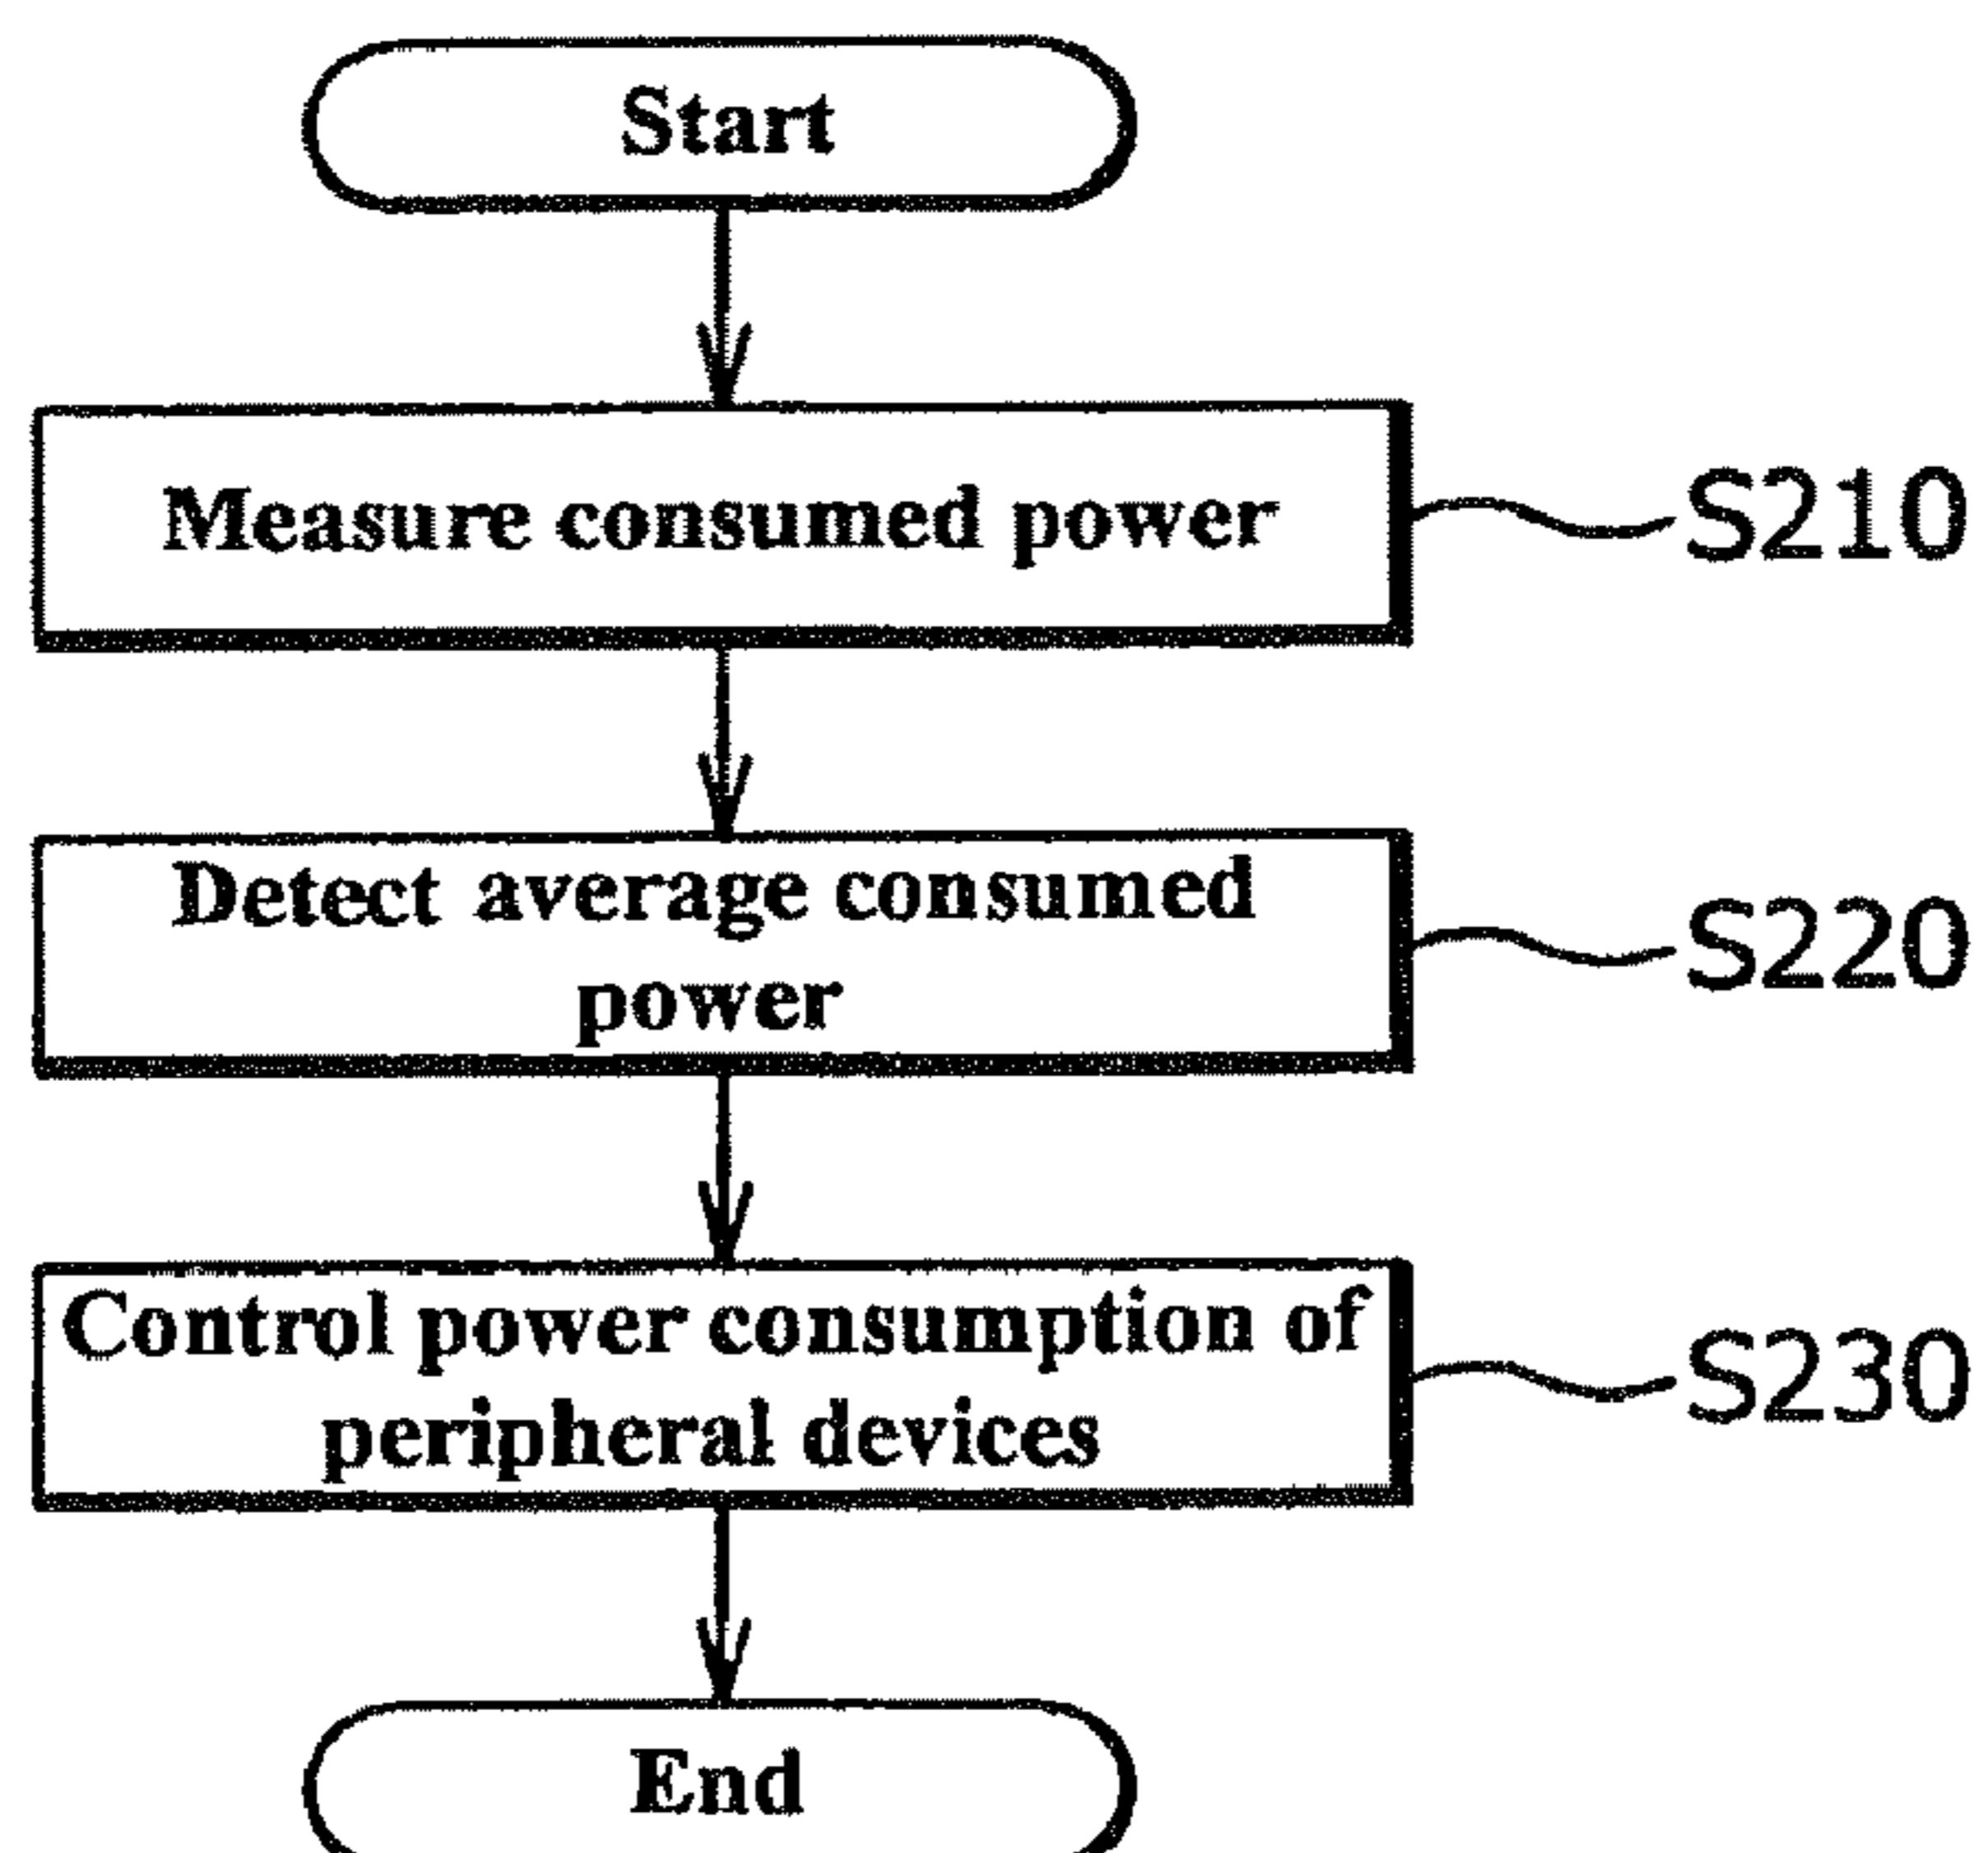 Start
Measure consumed power
S210
Detect average consumed
power
S220
Control power consumption of
peripheral devices
S230
End